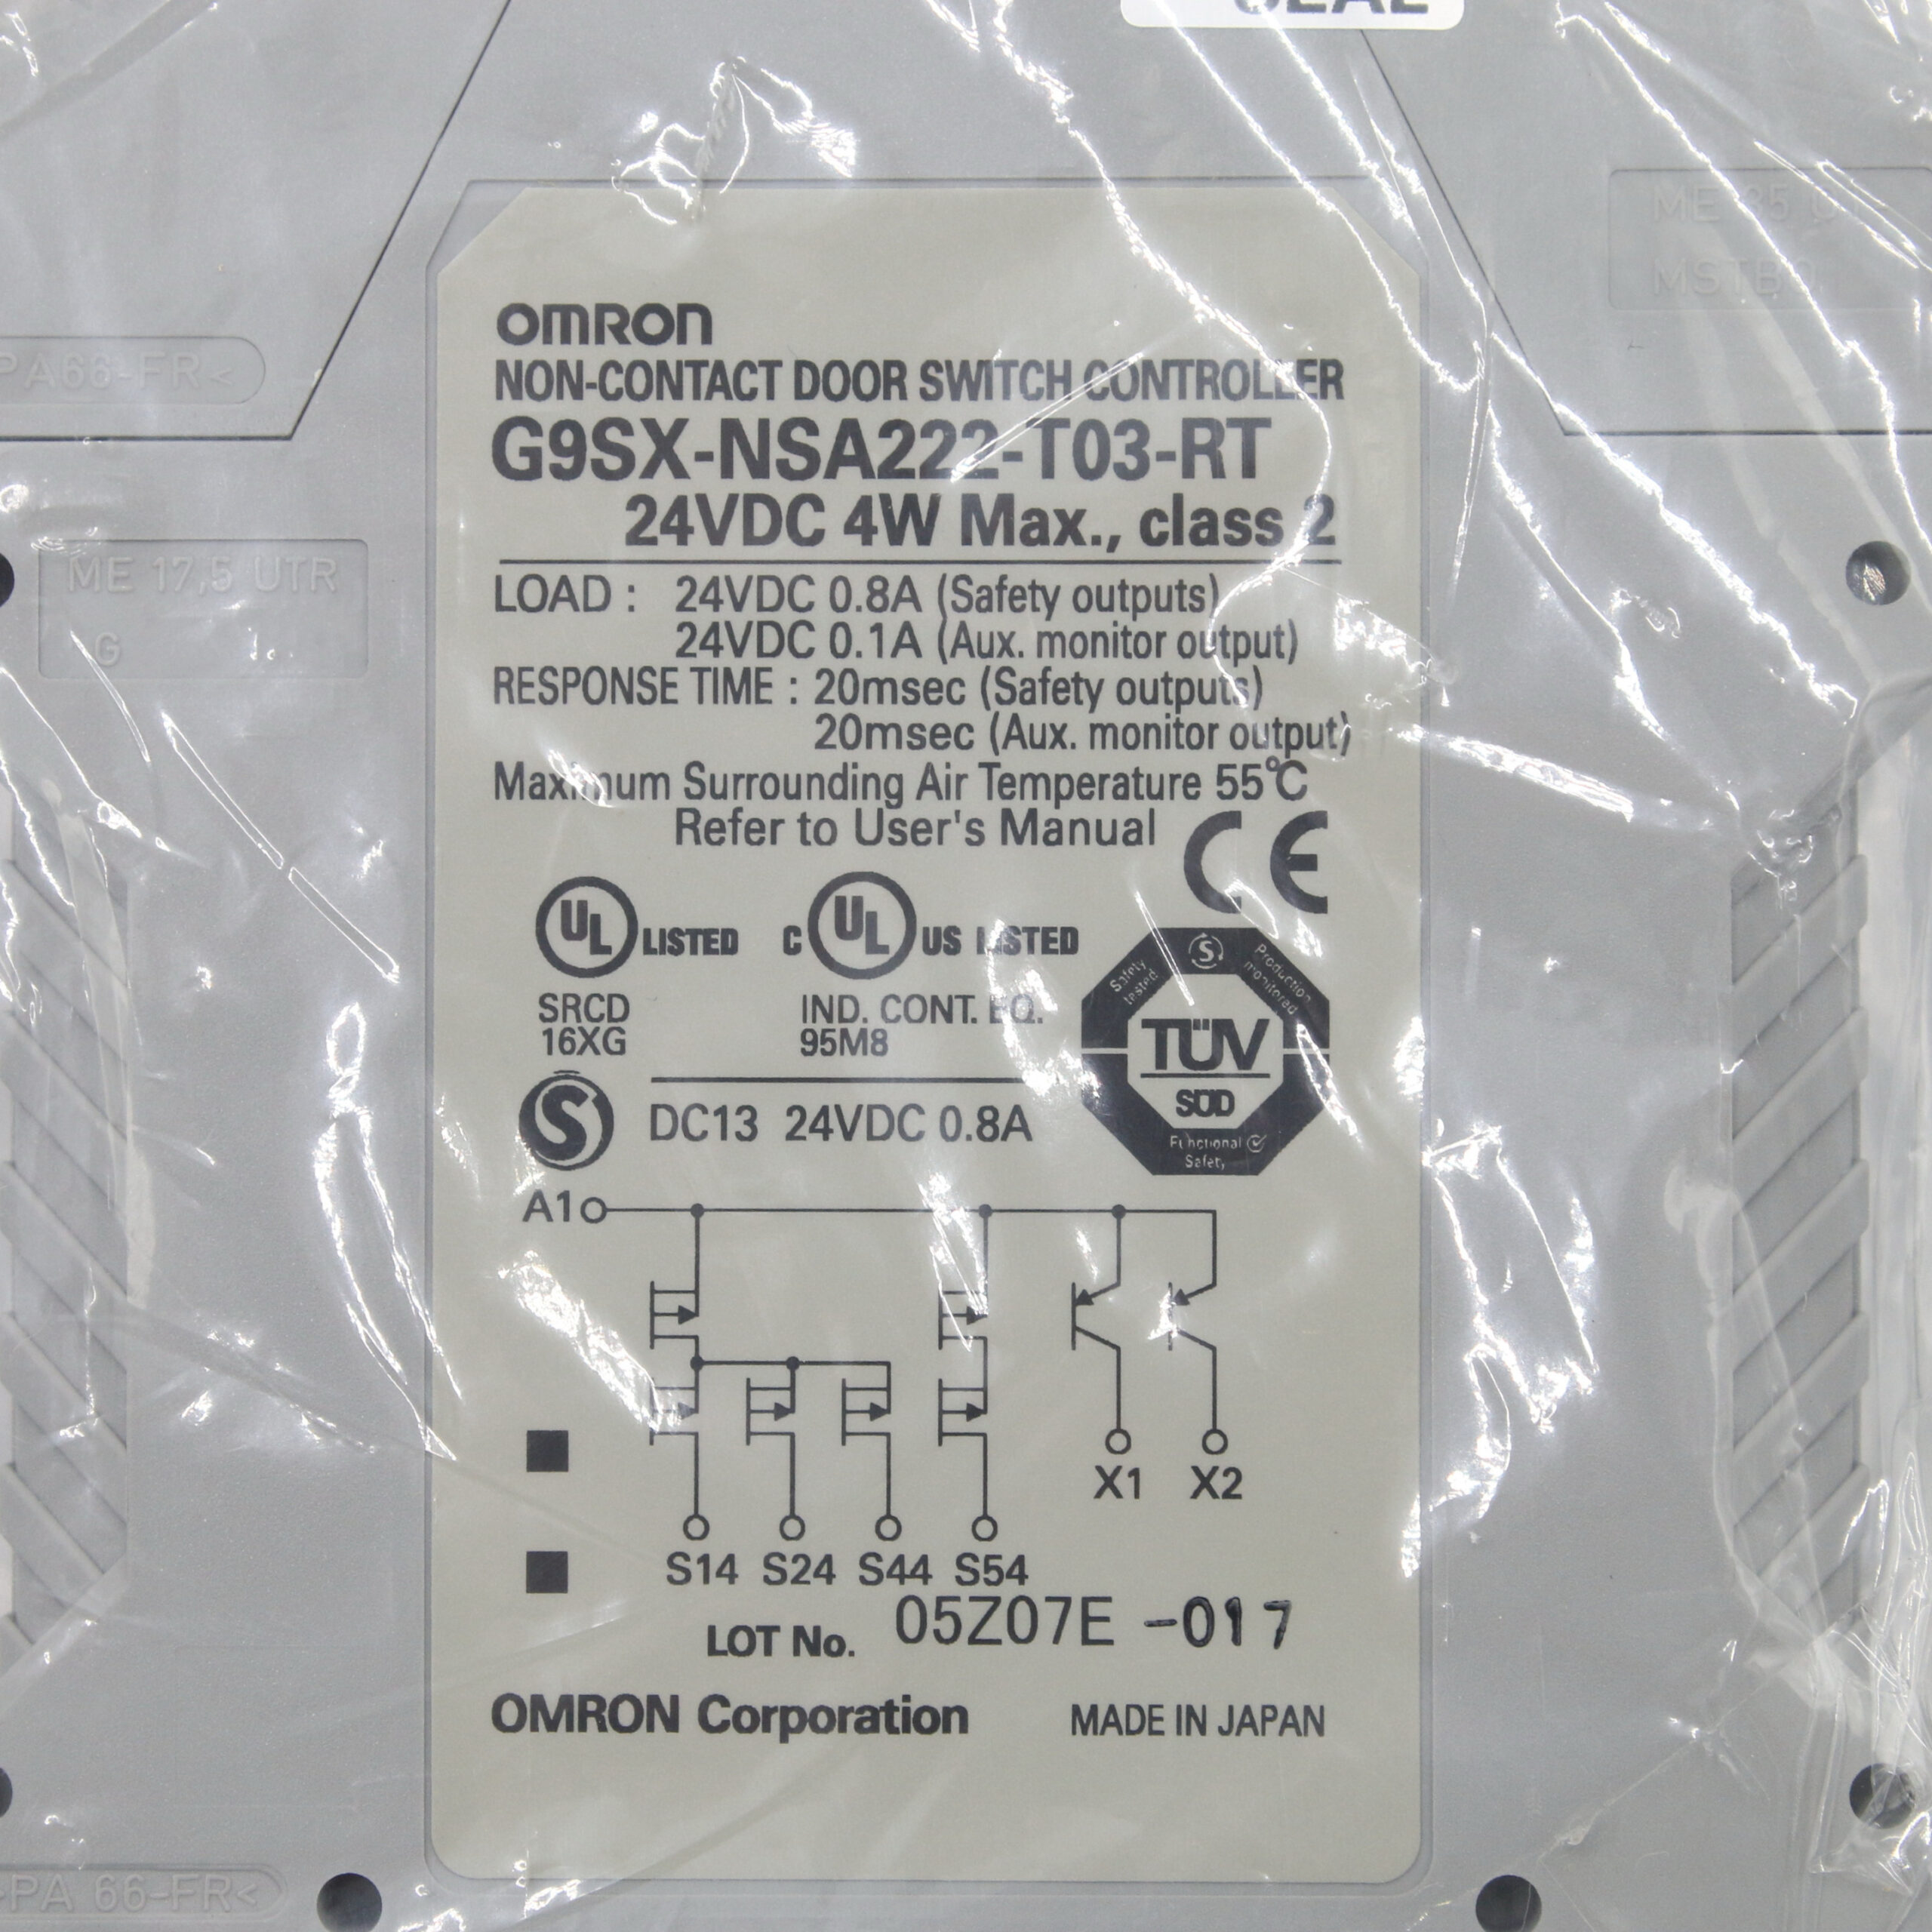 OMRON
NON-CONTACT DOOR SWITCH CONTROLLER
G9SX-NSA222-T03-RT
24VDC 4W Max., class 2
LOAD : 24VDC 0.8A (Safety outputs)
24VDC 0.1A (Aux. monitor output)
RESPONSE TIME : 20msec (Safety outputs)
20msec (Aux. monitor output)
Maximum Surrounding Air Temperature 55℃
Refer to User's Manual
CE
UL LISTED
C UL US LISTED
SRCD
16XG
IND. CONT. EQ.
95M8
Safety tested
S
Production monitored
TÜV
SÜD
Functional
Safety
S
DC13 24VDC 0.8A
A1
X1 X2
S14 S24 S44 S54
LOT No. 05Z07E -017
OMRON Corporation
MADE IN JAPAN
PA66-FR<
ME 17,5 UTR
G
>PA 66-FR<